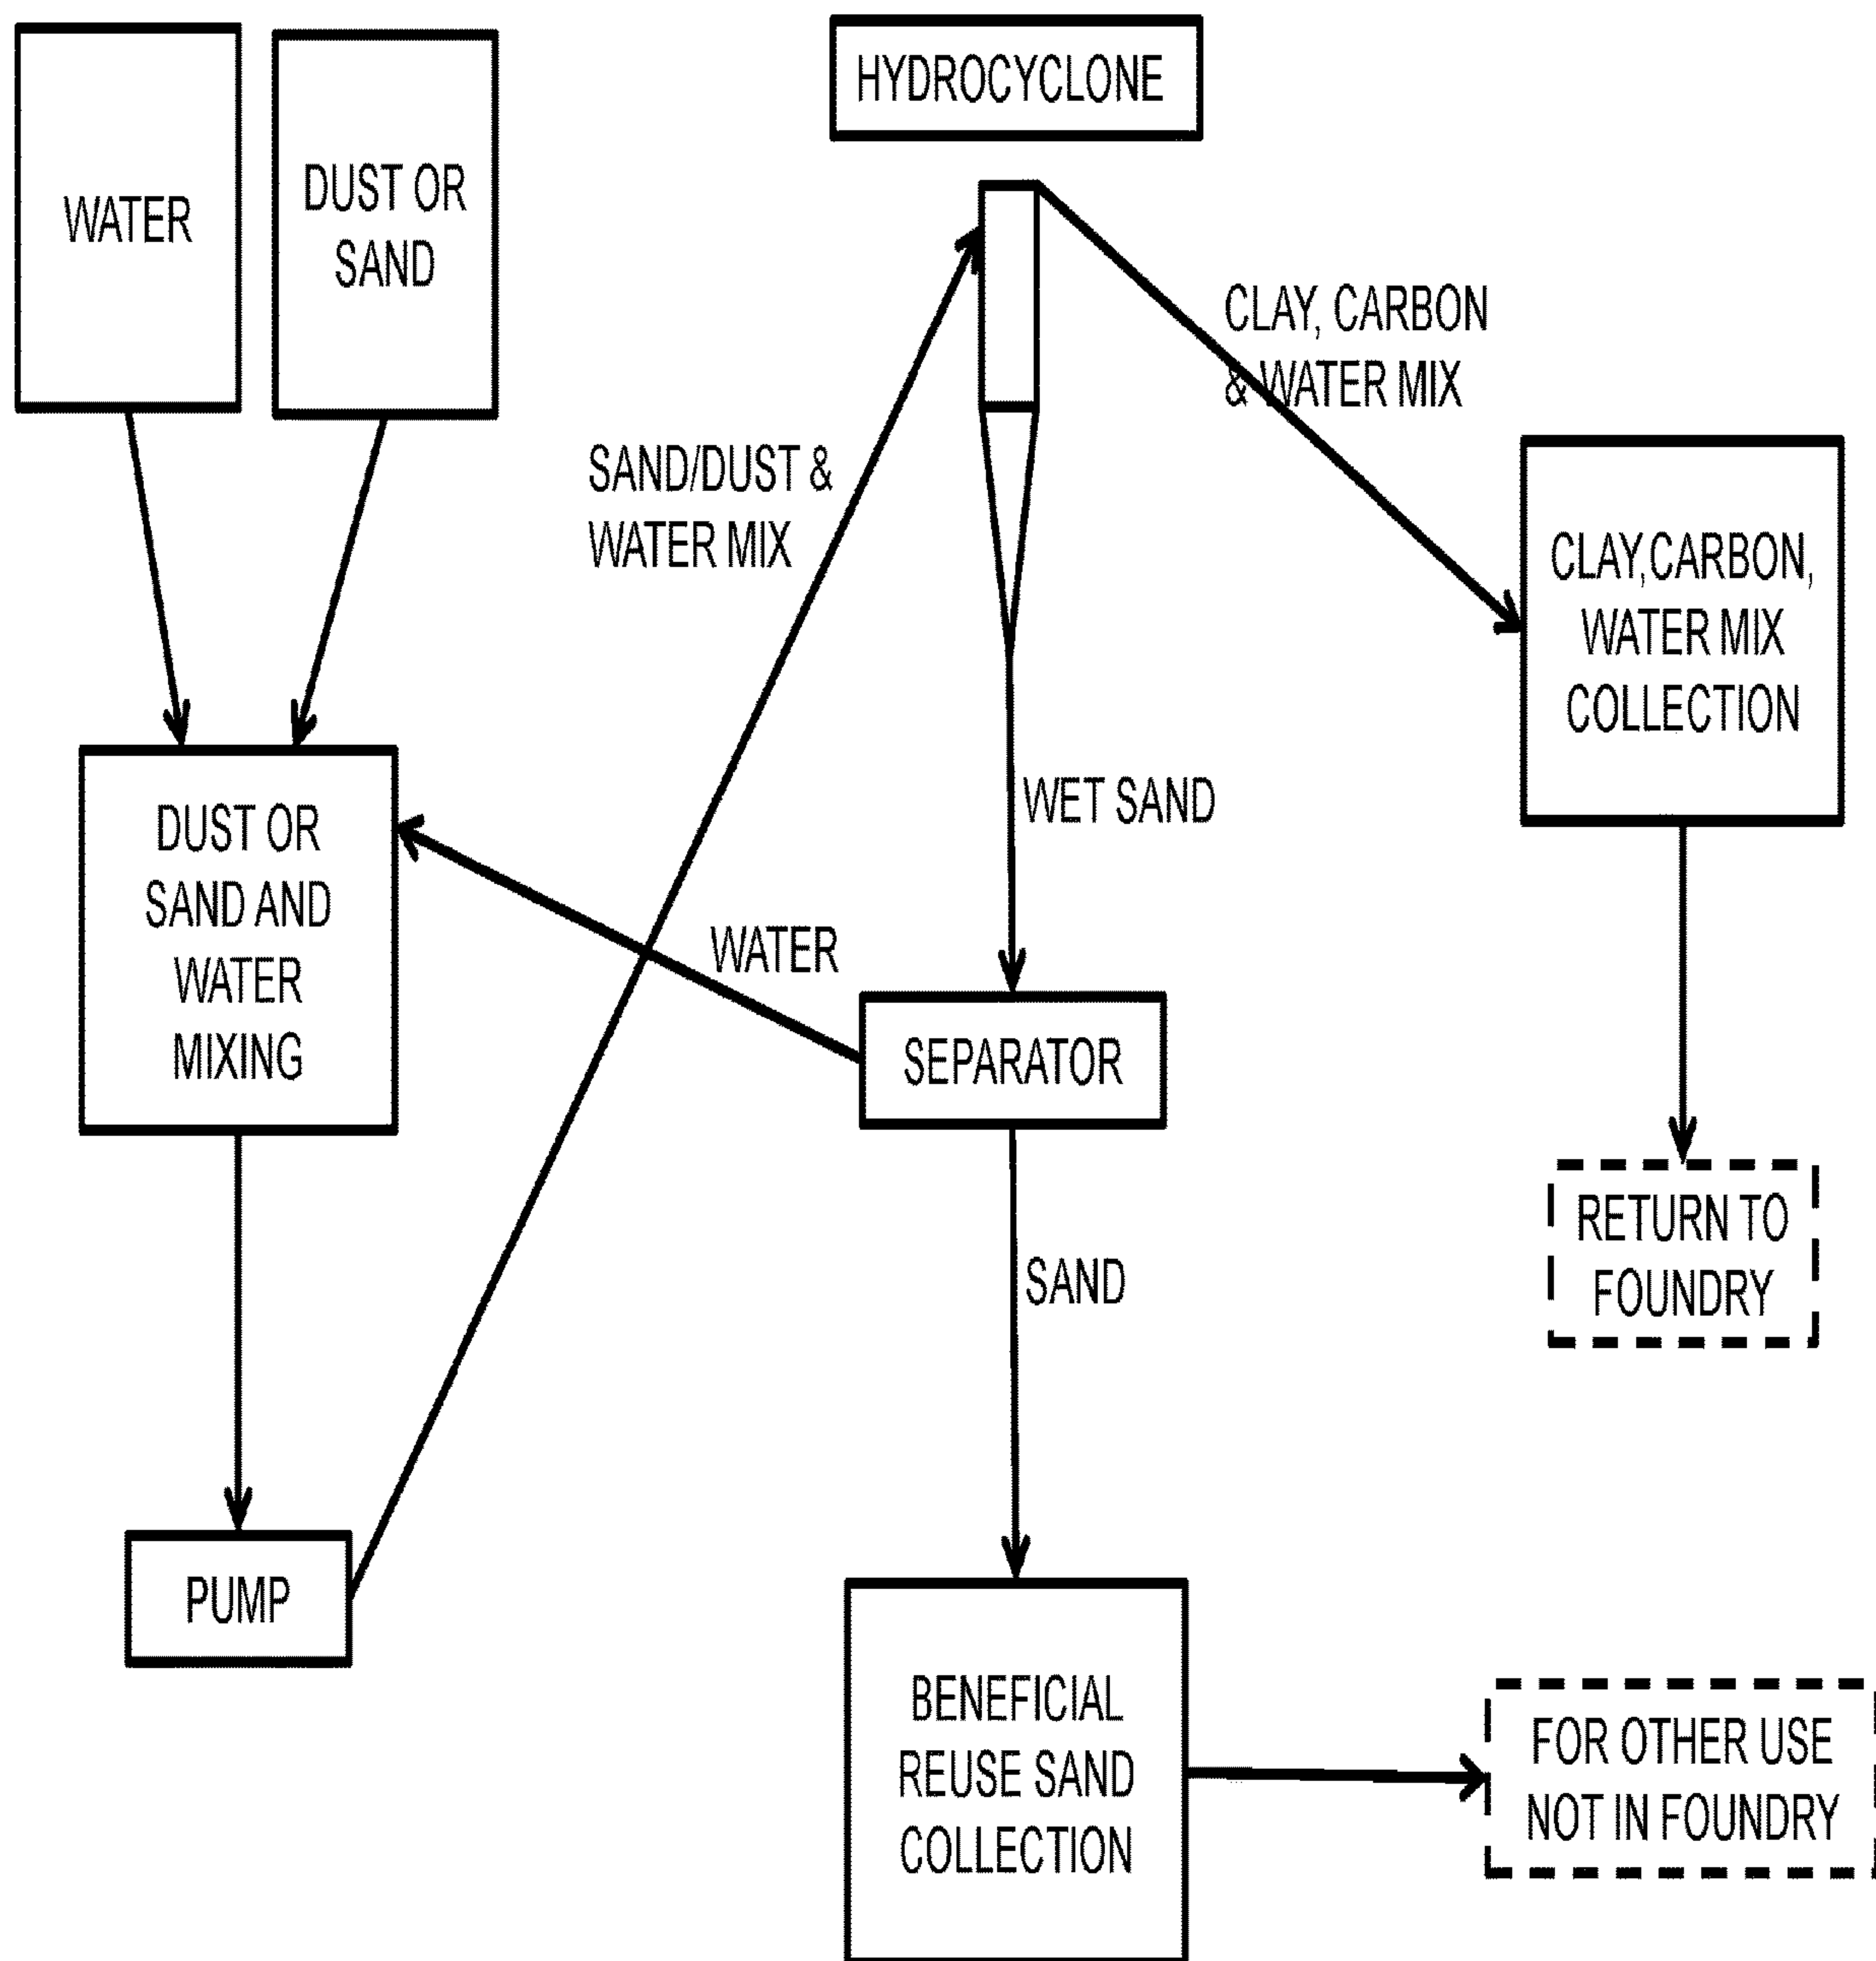 WATER
DUST OR
SAND
HYDROCYCLONE
CLAY, CARBON
& WATER MIX
SAND/DUST &
WATER MIX
CLAY,CARBON,
WATER MIX
COLLECTION
WET SAND
DUST OR
SAND AND
WATER
MIXING
WATER
SEPARATOR
RETURN TO
FOUNDRY
SAND
PUMP
BENEFICIAL
REUSE SAND
COLLECTION
FOR OTHER USE
NOT IN FOUNDRY